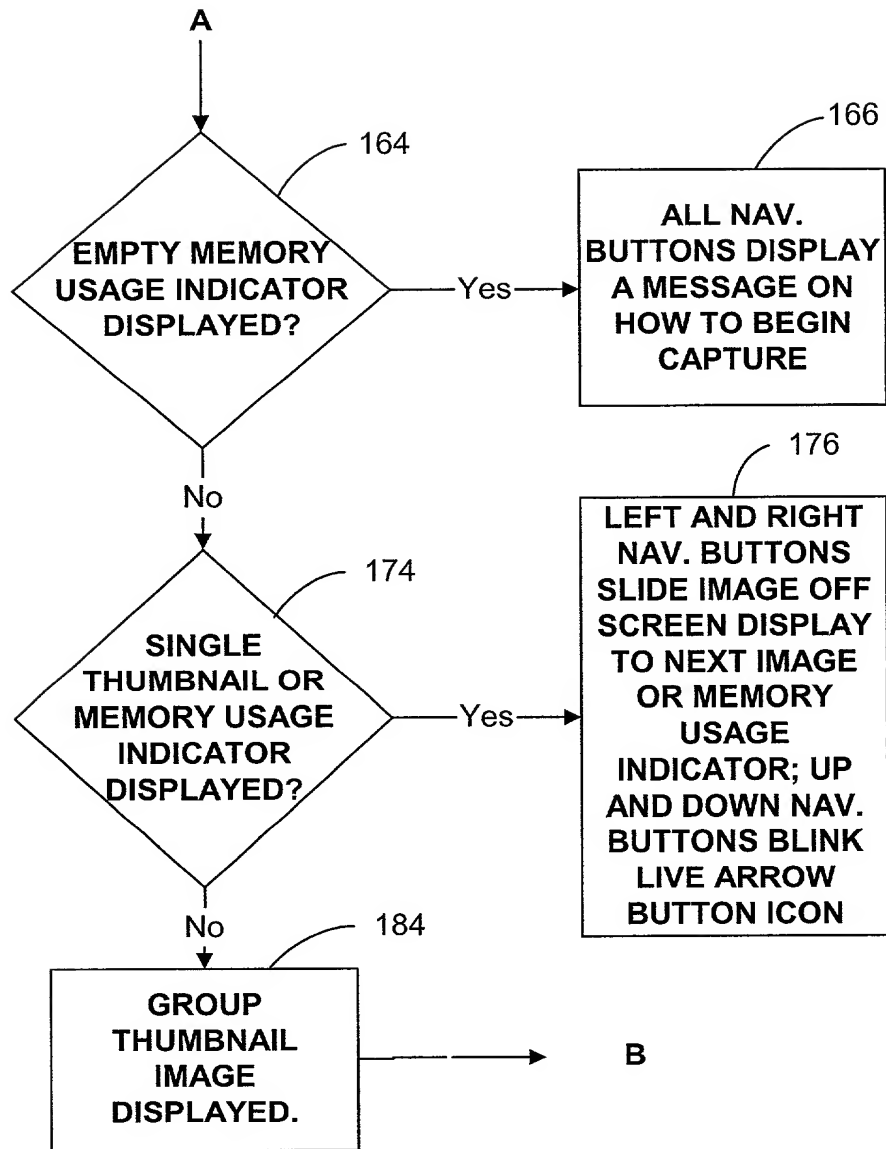 A
164
EMPTY MEMORY
USAGE INDICATOR
DISPLAYED?
Yes
166
ALL NAV.
BUTTONS DISPLAY
A MESSAGE ON
HOW TO BEGIN
CAPTURE
No
174
SINGLE
THUMBNAIL OR
MEMORY USAGE
INDICATOR
DISPLAYED?
Yes
176
LEFT AND RIGHT
NAV. BUTTONS
SLIDE IMAGE OFF
SCREEN DISPLAY
TO NEXT IMAGE
OR MEMORY
USAGE
INDICATOR; UP
AND DOWN NAV.
BUTTONS BLINK
LIVE ARROW
BUTTON ICON
No
184
GROUP
THUMBNAIL
IMAGE
DISPLAYED.
B